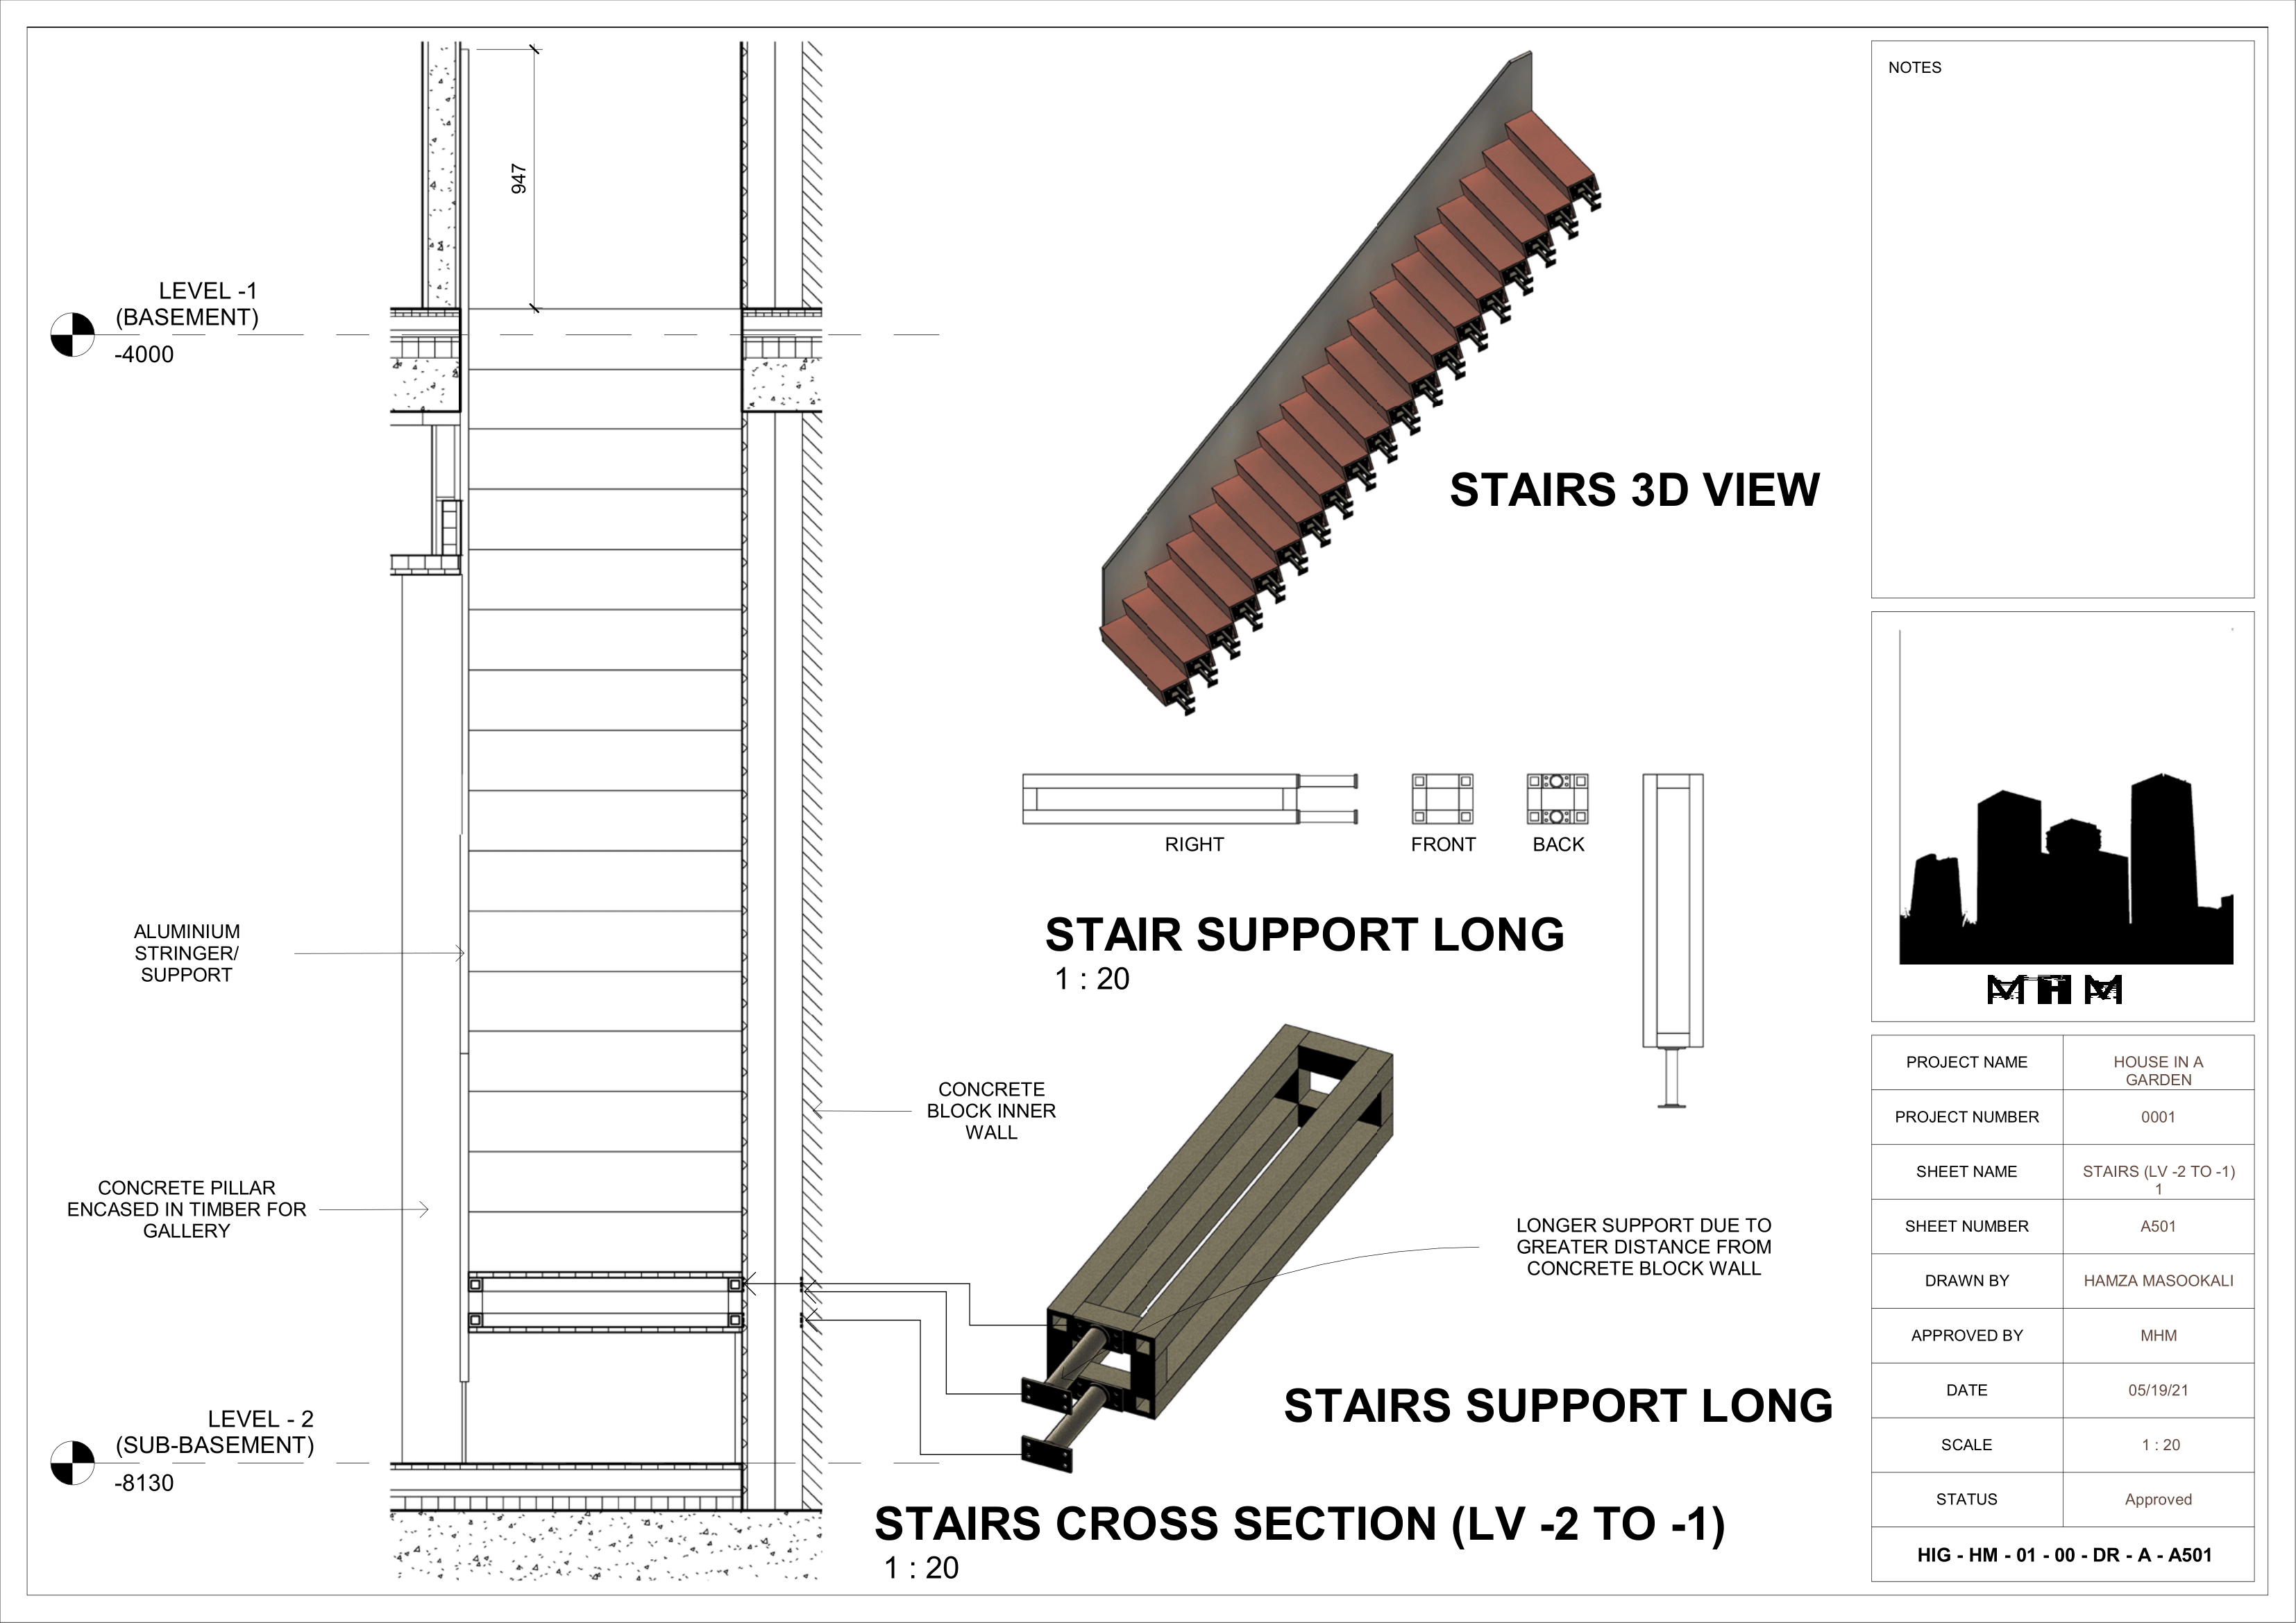 947
LEVEL -1
(BASEMENT)
-4000
ALUMINIUM
STRINGER/
SUPPORT
CONCRETE PILLAR
ENCASED IN TIMBER FOR
GALLERY
LEVEL - 2
(SUB-BASEMENT)
-8130
CONCRETE
BLOCK INNER
WALL
STAIRS CROSS SECTION (LV -2 TO -1)
1 : 20
STAIRS 3D VIEW
RIGHT
FRONT
BACK
STAIR SUPPORT LONG
1 : 20
LONGER SUPPORT DUE TO
GREATER DISTANCE FROM
CONCRETE BLOCK WALL
STAIRS SUPPORT LONG
NOTES
MHM
PROJECT NAME
HOUSE IN A
GARDEN
PROJECT NUMBER
0001
SHEET NAME
STAIRS (LV -2 TO -1)
1
SHEET NUMBER
A501
DRAWN BY
HAMZA MASOOKALI
APPROVED BY
MHM
DATE
05/19/21
SCALE
1 : 20
STATUS
Approved
HIG - HM - 01 - 00 - DR - A - A501